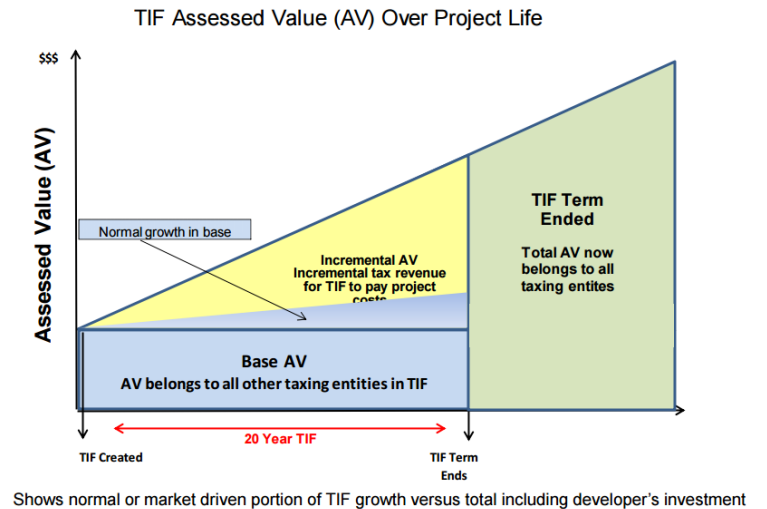 TIF Assessed Value (AV) Over Project Life
$$$
Assessed Value (AV)
Normal growth in base
Incremental AV
Incremental tax revenue
for TIF to pay project
costs
TIF Term
Ended
Total AV now
belongs to all
taxing entites
Base AV
AV belongs to all other taxing entities in TIF
20 Year TIF
TIF Created
TIF Term
Ends
Shows normal or market driven portion of TIF growth versus total including developer's investment